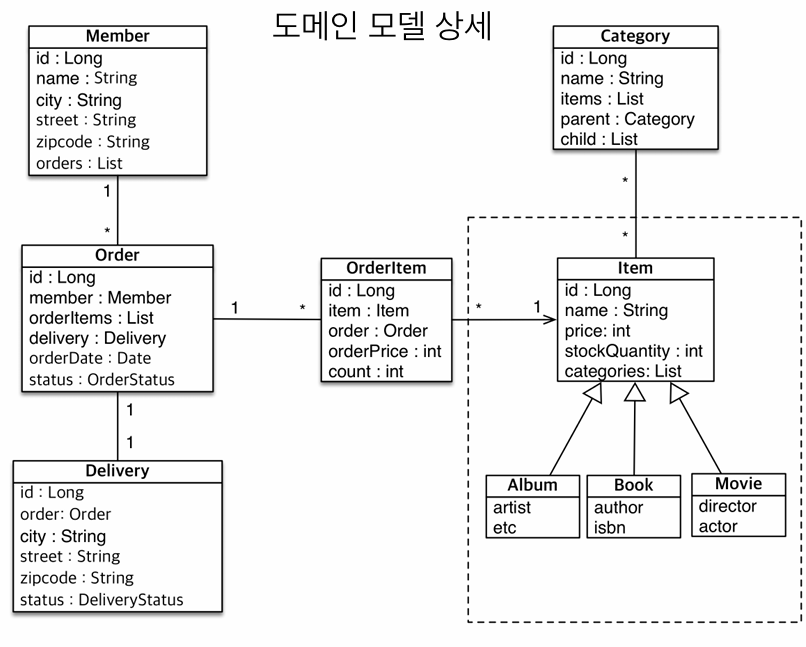 도메인 모델 상세
Member
id : Long
name : String
city : String
street : String
zipcode : String
orders : List
Category
id : Long
name : String
items : List
parent : Category
child : List
1
*
*
*
Order
id : Long
member : Member
orderItems : List
delivery : Delivery
orderDate : Date
status : OrderStatus
1
*
OrderItem
id : Long
item : Item
order : Order
orderPrice : int
count : int
*
1
Item
id : Long
name : String
price: int
stockQuantity : int
categories: List
1
1
Delivery
id : Long
order: Order
city : String
street : String
zipcode : String
status : DeliveryStatus
Album
artist
etc
Book
author
isbn
Movie
director
actor